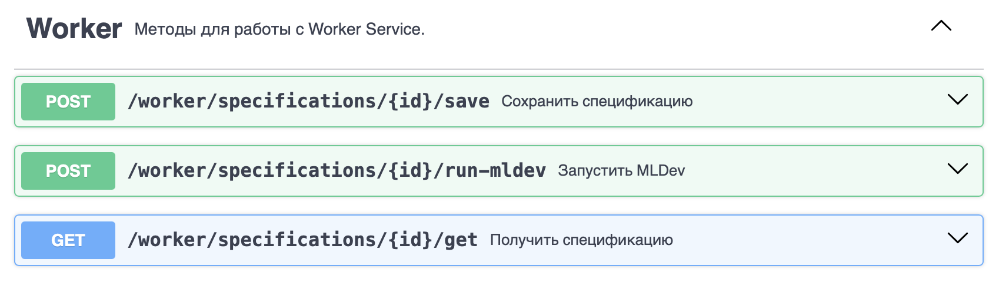 Worker Методы для работы с Worker Service.
POST /worker/specifications/{id}/save Сохранить спецификацию
POST /worker/specifications/{id}/run-mldev Запустить MLDev
GET /worker/specifications/{id}/get Получить спецификацию